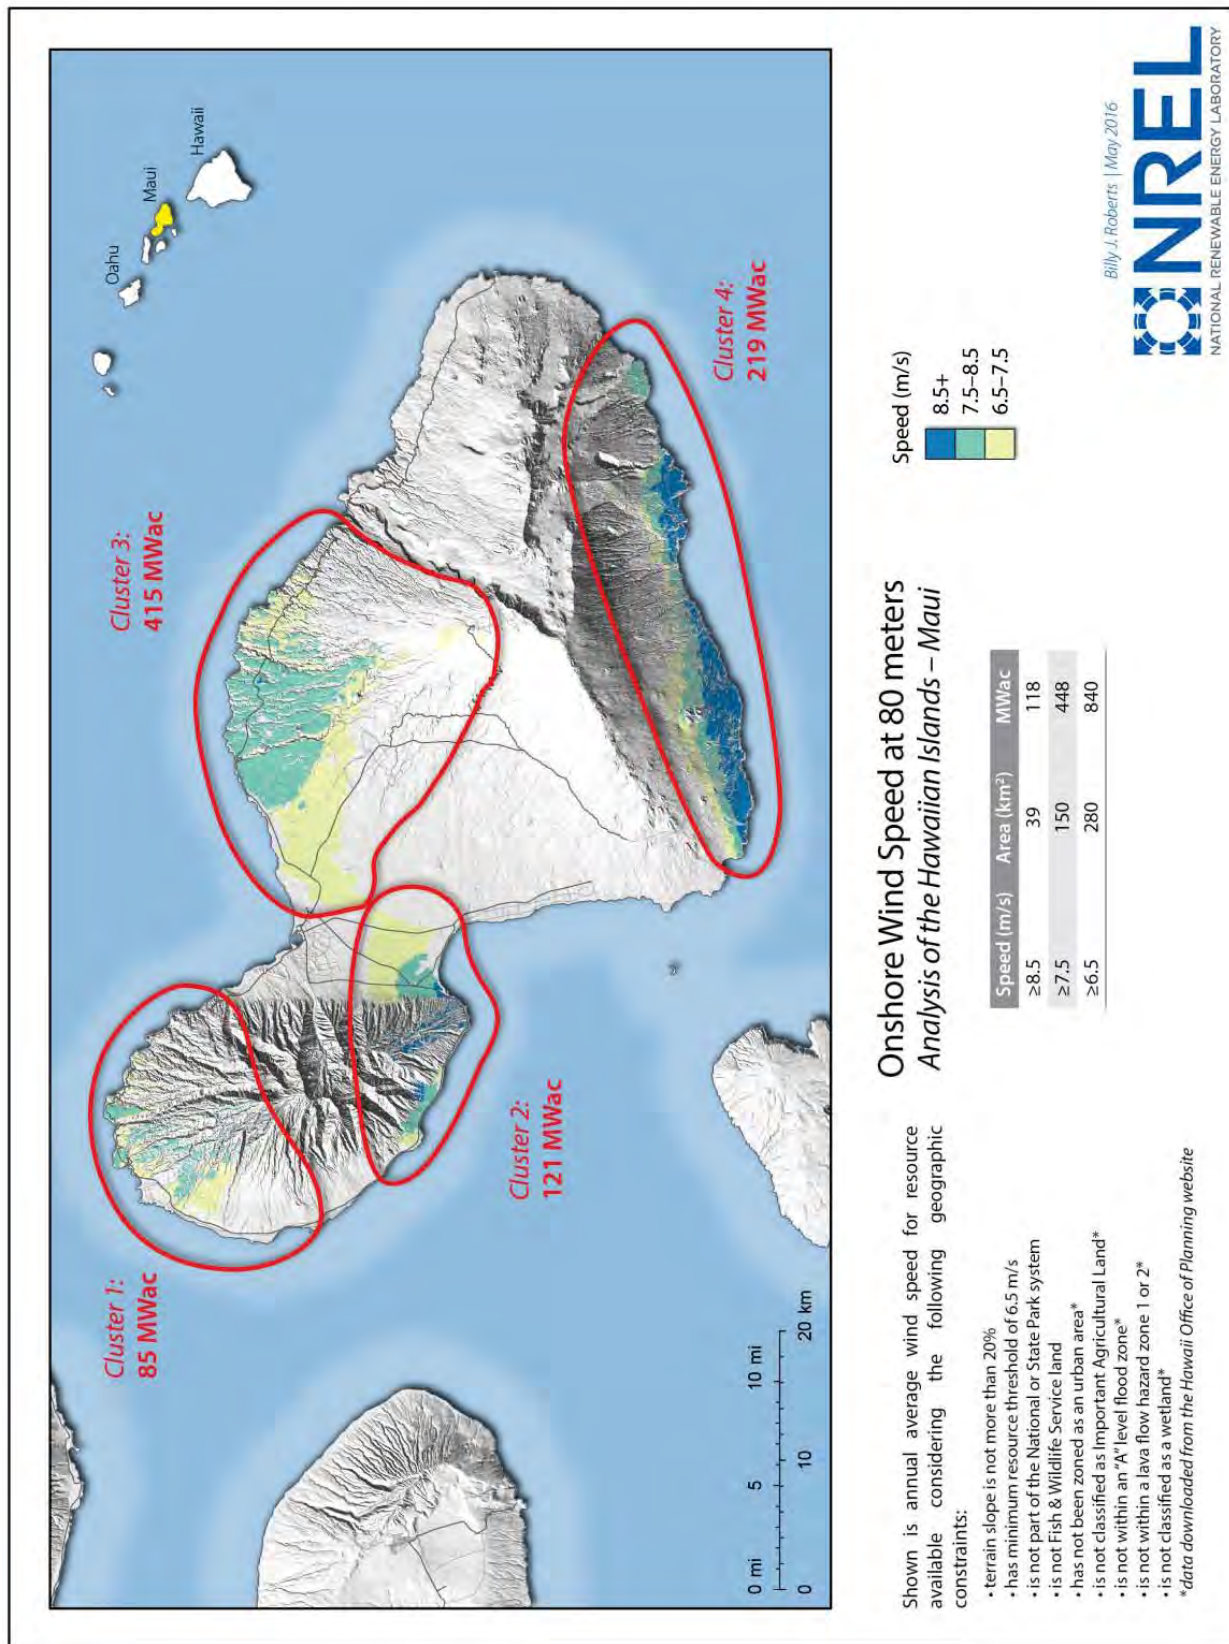 Oahu
Maui
Hawaii
Cluster 1:
85 MWac
Cluster 2:
121 MWac
Cluster 3:
415 MWac
Cluster 4:
219 MWac
0 mi 5 10 mi
0 10 20 km
Shown is annual average wind speed for resource
available considering the following geographic
constraints:
• terrain slope is not more than 20%
• has minimum resource threshold of 6.5 m/s
• is not part of the National or State Park system
• is not Fish & Wildlife Service land
• has not been zoned as an urban area*
• is not classified as Important Agricultural Land*
• is not within an "A" level flood zone*
• is not within a lava flow hazard zone 1 or 2*
• is not classified as a wetland*
*data downloaded from the Hawaii Office of Planning website
Onshore Wind Speed at 80 meters
Analysis of the Hawaiian Islands – Maui
Speed (m/s) Area (km²) MWac
≥8.5 39 118
≥7.5 150 448
≥6.5 280 840
Speed (m/s)
8.5+
7.5–8.5
6.5–7.5
Billy J. Roberts | May 2016
NREL
NATIONAL RENEWABLE ENERGY LABORATORY